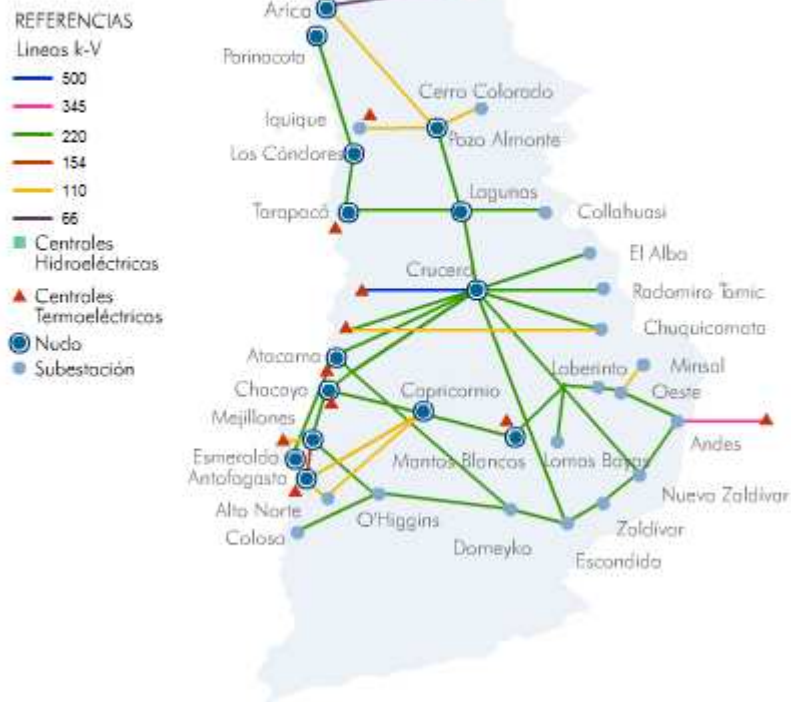 REFERENCIAS
Lineas k-V
500
345
220
154
110
66
Centrales
Hidroeléctricas
Centrales
Termoeléctricas
Nudo
Subestación
Arica
Parinacota
Cerro Colorado
Iquique
Pozo Almonte
Los Cóndores
Lagunas
Tarapacá
Collahuasi
El Abra
Crucero
Radomiro Tomic
Chuquicamata
Atacama
Laberinto
Minsal
Chacaya
Capricornio
Oeste
Mejillones
Andes
Esmeralda
Mantos Blancos
Lomas Bayas
Antofagasta
Nueva Zaldívar
Alto Norte
O'Higgins
Zaldívar
Coloso
Domeyko
Escondida